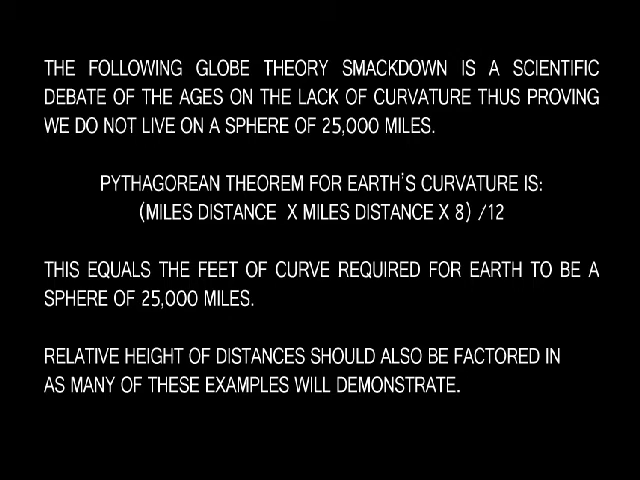 THE FOLLOWING GLOBE THEORY SMACKDOWN IS A SCIENTIFIC
DEBATE OF THE AGES ON THE LACK OF CURVATURE THUS PROVING
WE DO NOT LIVE ON A SPHERE OF 25,000 MILES.
PYTHAGOREAN THEOREM FOR EARTH'S CURVATURE IS:
(MILES DISTANCE X MILES DISTANCE X 8) /12
THIS EQUALS THE FEET OF CURVE REQUIRED FOR EARTH TO BE A
SPHERE OF 25,000 MILES.
RELATIVE HEIGHT OF DISTANCES SHOULD ALSO BE FACTORED IN
AS MANY OF THESE EXAMPLES WILL DEMONSTRATE.